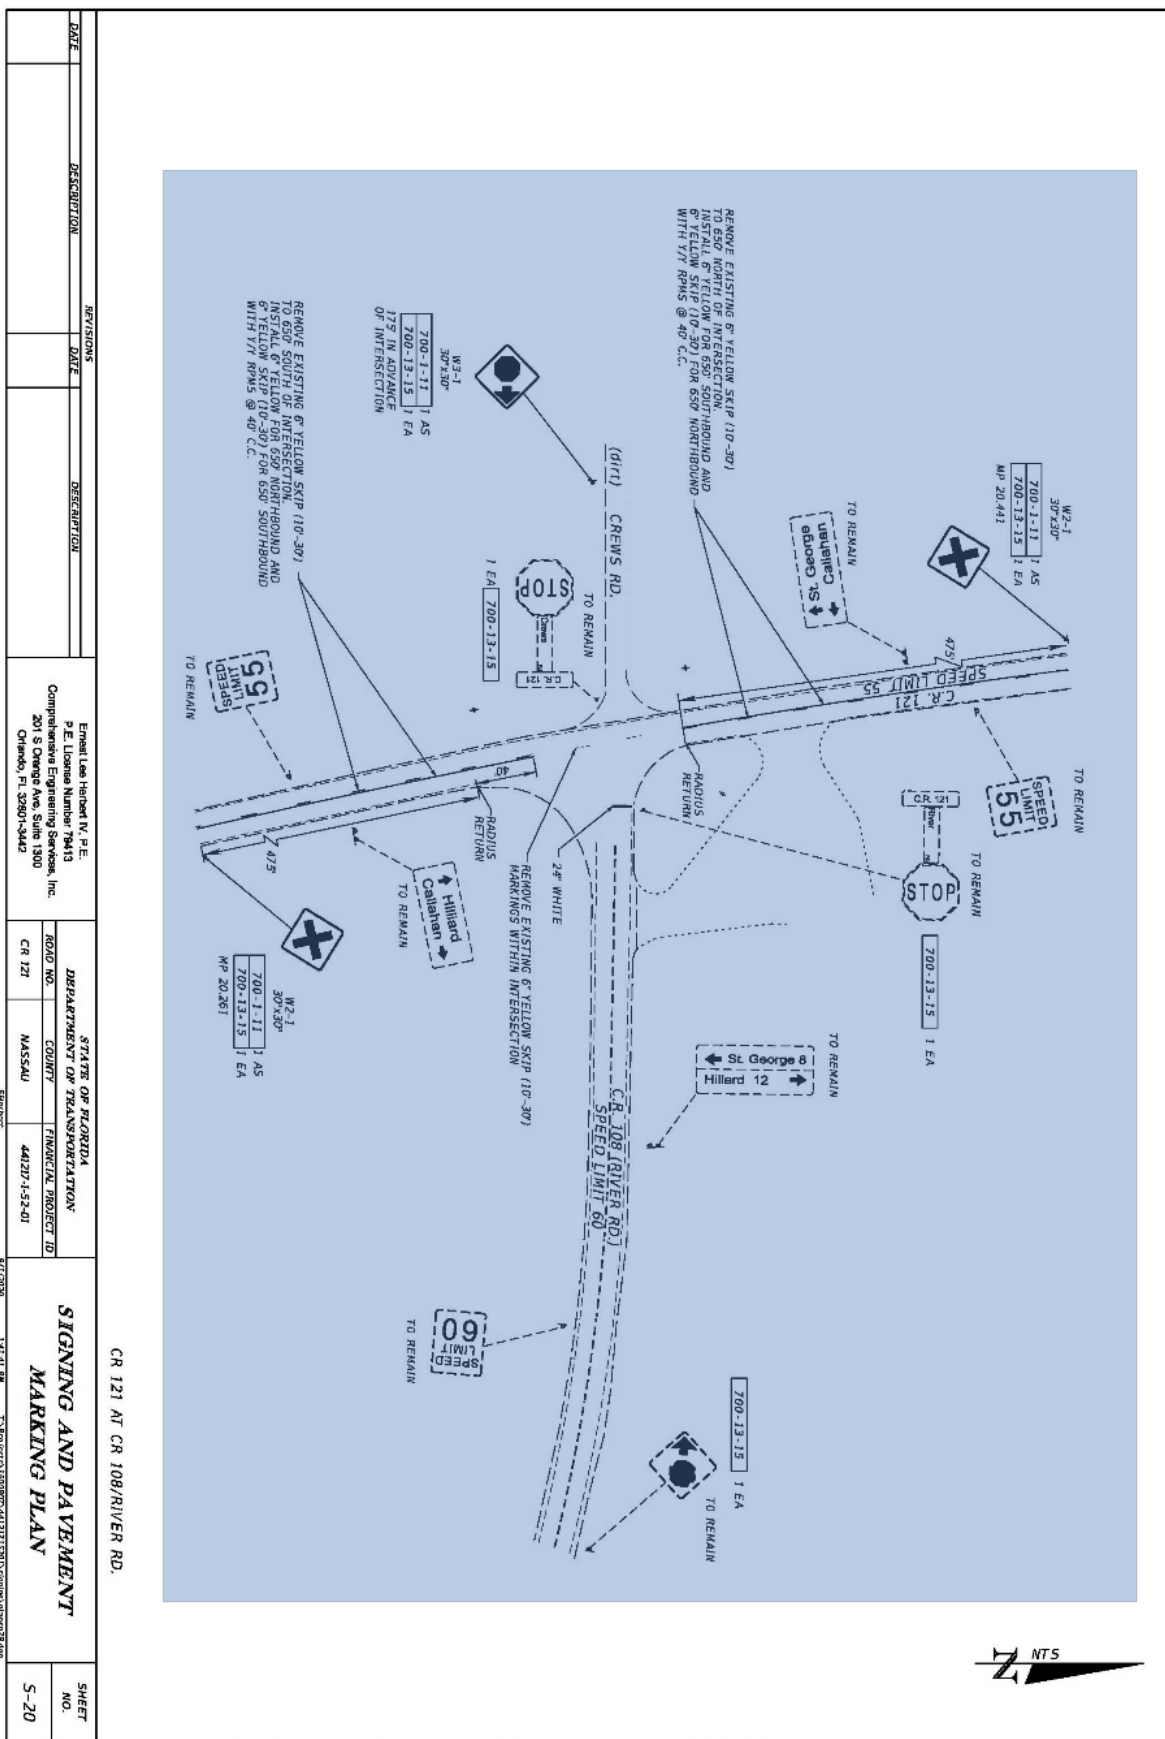 W2-1
30"x30"
700-1-11 1 AS
700-13-15 1 EA
MP 20.441
TO REMAIN
Callahan
St. George
REMOVE EXISTING 6" YELLOW SKIP (10'-30')
TO 650' NORTH OF INTERSECTION.
INSTALL 6" YELLOW FOR 650' SOUTHBOUND AND
6" YELLOW SKIP (10'-30') FOR 650' NORTHBOUND
WITH Y/Y RPMS @ 40' C.C.
475'
SPEED LIMIT 55
C.R. 121
TO REMAIN
SPEED
LIMIT
55
TO REMAIN
C.R. 121
River
STOP
700-13-15 1 EA
RADIUS
RETURN
TO REMAIN
St. George 8
Hillard 12
(dirt) CREWS RD.
W3-1
30"x30"
700-1-11 1 AS
700-13-15 1 EA
175' IN ADVANCE
OF INTERSECTION
TO REMAIN
STOP
Crews
C.R. 121
1 EA 700-13-15
24" WHITE
REMOVE EXISTING 6" YELLOW SKIP (10'-30')
MARKINGS WITHIN INTERSECTION
40'
RADIUS
RETURN
C.R. 108 (RIVER RD.)
SPEED LIMIT 60
REMOVE EXISTING 6" YELLOW SKIP (10'-30')
TO 650' SOUTH OF INTERSECTION.
INSTALL 6" YELLOW FOR 650' NORTHBOUND AND
6" YELLOW SKIP (10'-30') FOR 650' SOUTHBOUND
WITH Y/Y RPMS @ 40' C.C.
SPEED
LIMIT
55
TO REMAIN
475'
Hilliard
Callahan
TO REMAIN
W2-1
30"x30"
700-1-11 1 AS
700-13-15 1 EA
MP 20.261
SPEED
LIMIT
60
TO REMAIN
700-13-15 1 EA
TO REMAIN
NTS
N
CR 121 AT CR 108/RIVER RD.
REVISIONS
DATE DESCRIPTION DATE DESCRIPTION
Ernest Lee Herbert IV, P.E.
P.E. License Number 79413
Comprehensive Engineering Services, Inc.
201 S Orange Ave, Suite 1300
Orlando, FL 32801-3442
STATE OF FLORIDA
DEPARTMENT OF TRANSPORTATION
ROAD NO. COUNTY FINANCIAL PROJECT ID
CR 121 NASSAU 441217-1-52-01
SIGNING AND PAVEMENT
MARKING PLAN
SHEET
NO.
S-20